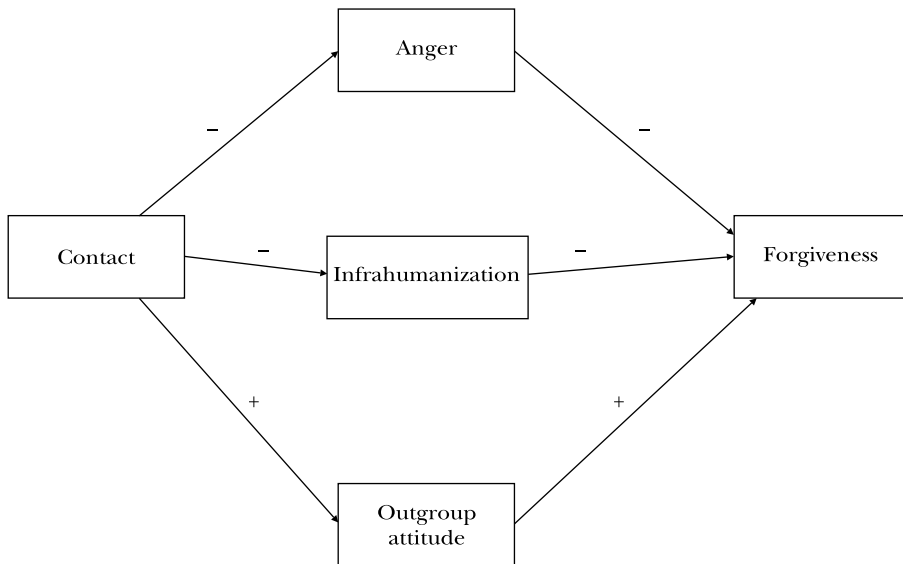 Anger
−
−
Contact
−
Infrahumanization
−
Forgiveness
+
+
Outgroup
attitude